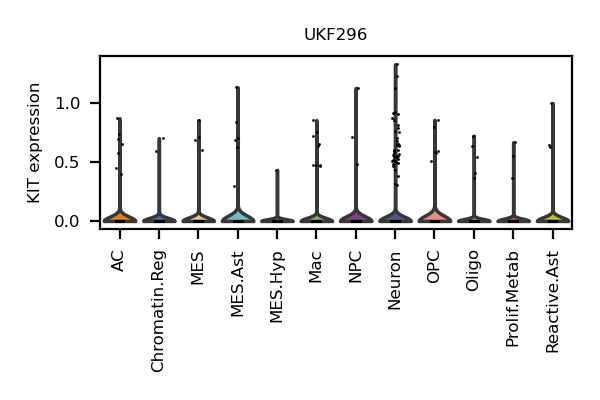 UKF296
KIT expression
1.0
0.5
0.0
AC
Chromatin.Reg
MES
MES.Ast
MES.Hyp
Mac
NPC
Neuron
OPC
Oligo
Prolif.Metab
Reactive.Ast